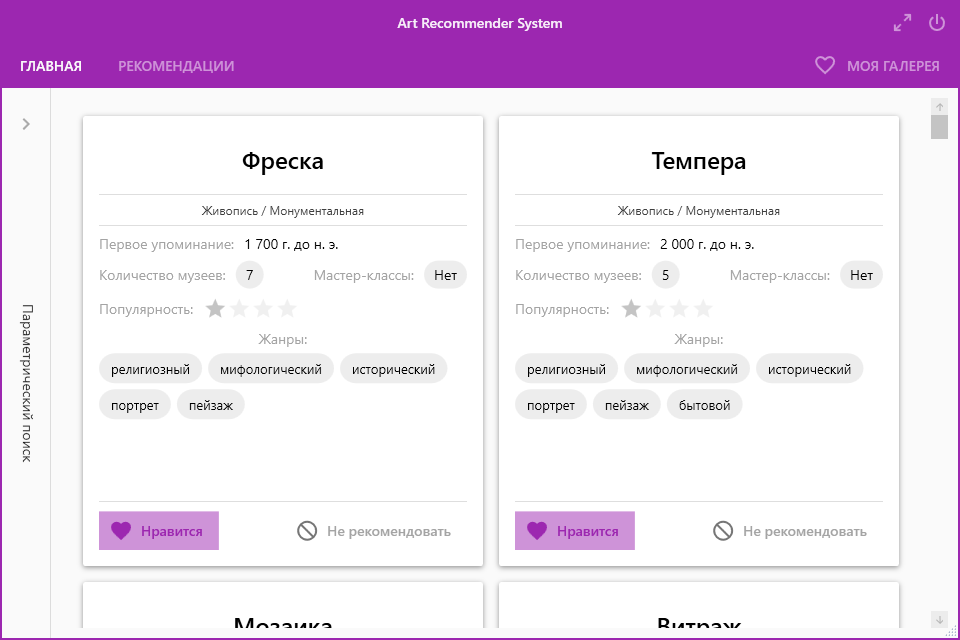 Art Recommender System
ГЛАВНАЯ РЕКОМЕНДАЦИИ МОЯ ГАЛЕРЕЯ
Параметрический поиск
Фреска
Живопись / Монументальная
Первое упоминание: 1 700 г. до н. э.
Количество музеев: 7 Мастер-классы: Нет
Популярность:
Жанры:
религиозный мифологический исторический
портрет пейзаж
Нравится Не рекомендовать
Темпера
Живопись / Монументальная
Первое упоминание: 2 000 г. до н. э.
Количество музеев: 5 Мастер-классы: Нет
Популярность:
Жанры:
религиозный мифологический исторический
портрет пейзаж бытовой
Нравится Не рекомендовать
Мозаика
Витраж